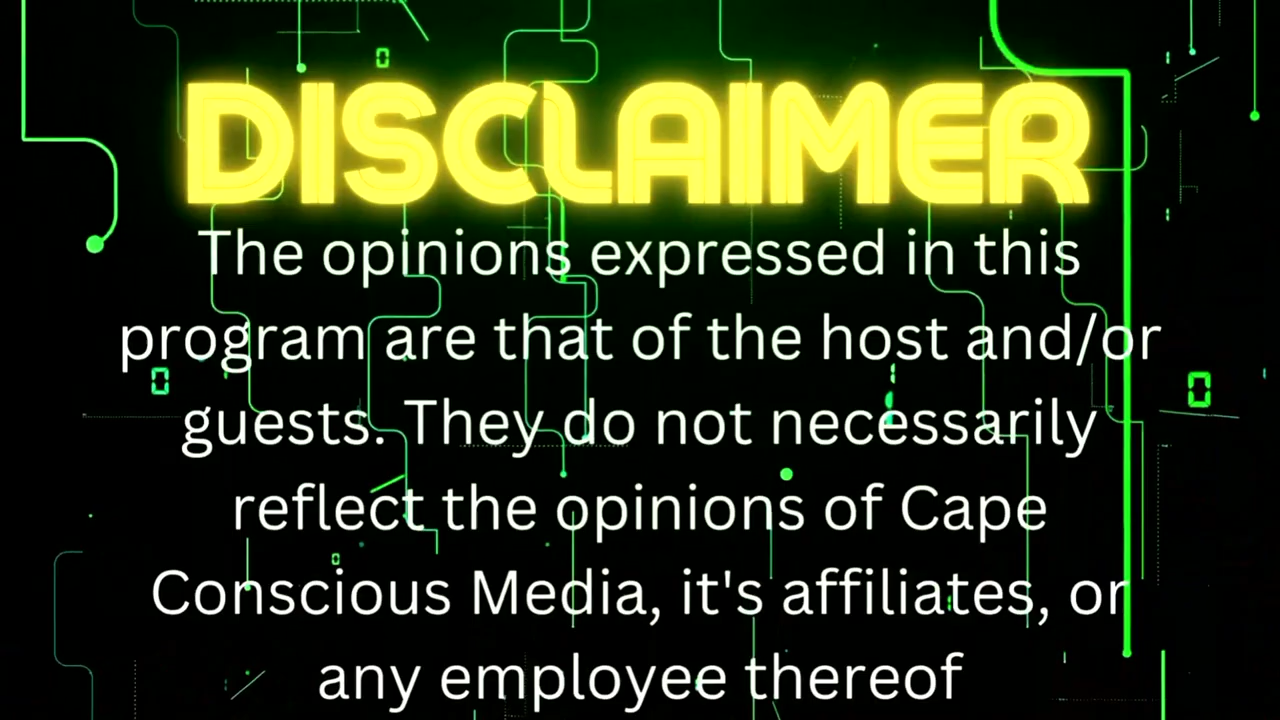 DISCLAIMER
The opinions expressed in this
program are that of the host and/or
guests. They do not necessarily
reflect the opinions of Cape
Conscious Media, it's affiliates, or
any employee thereof